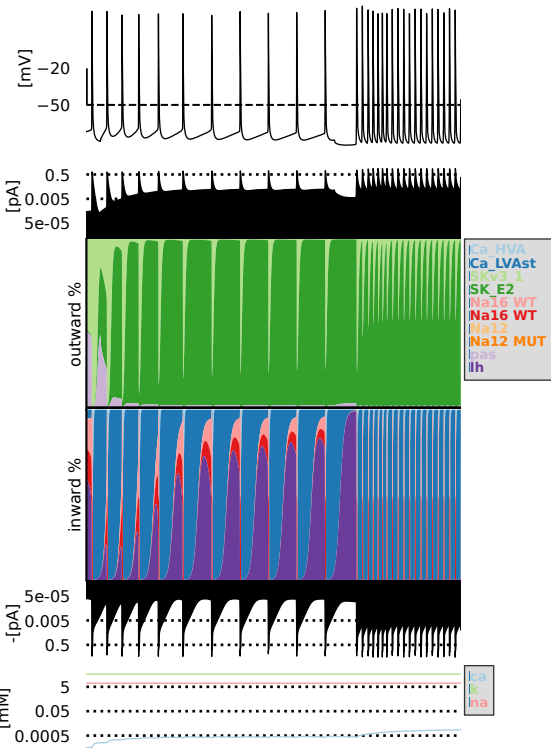 [mV]
−20
−50
[pA]
0.5
0.005
5e-05
outward %
Ca_HVA
Ca_LVAst
SKv3_1
SK_E2
Na16 WT
Na16 WT
Na12
Na12 MUT
pas
Ih
inward %
-[pA]
5e-05
0.005
0.5
[mM]
5
0.05
0.0005
ca
k
na